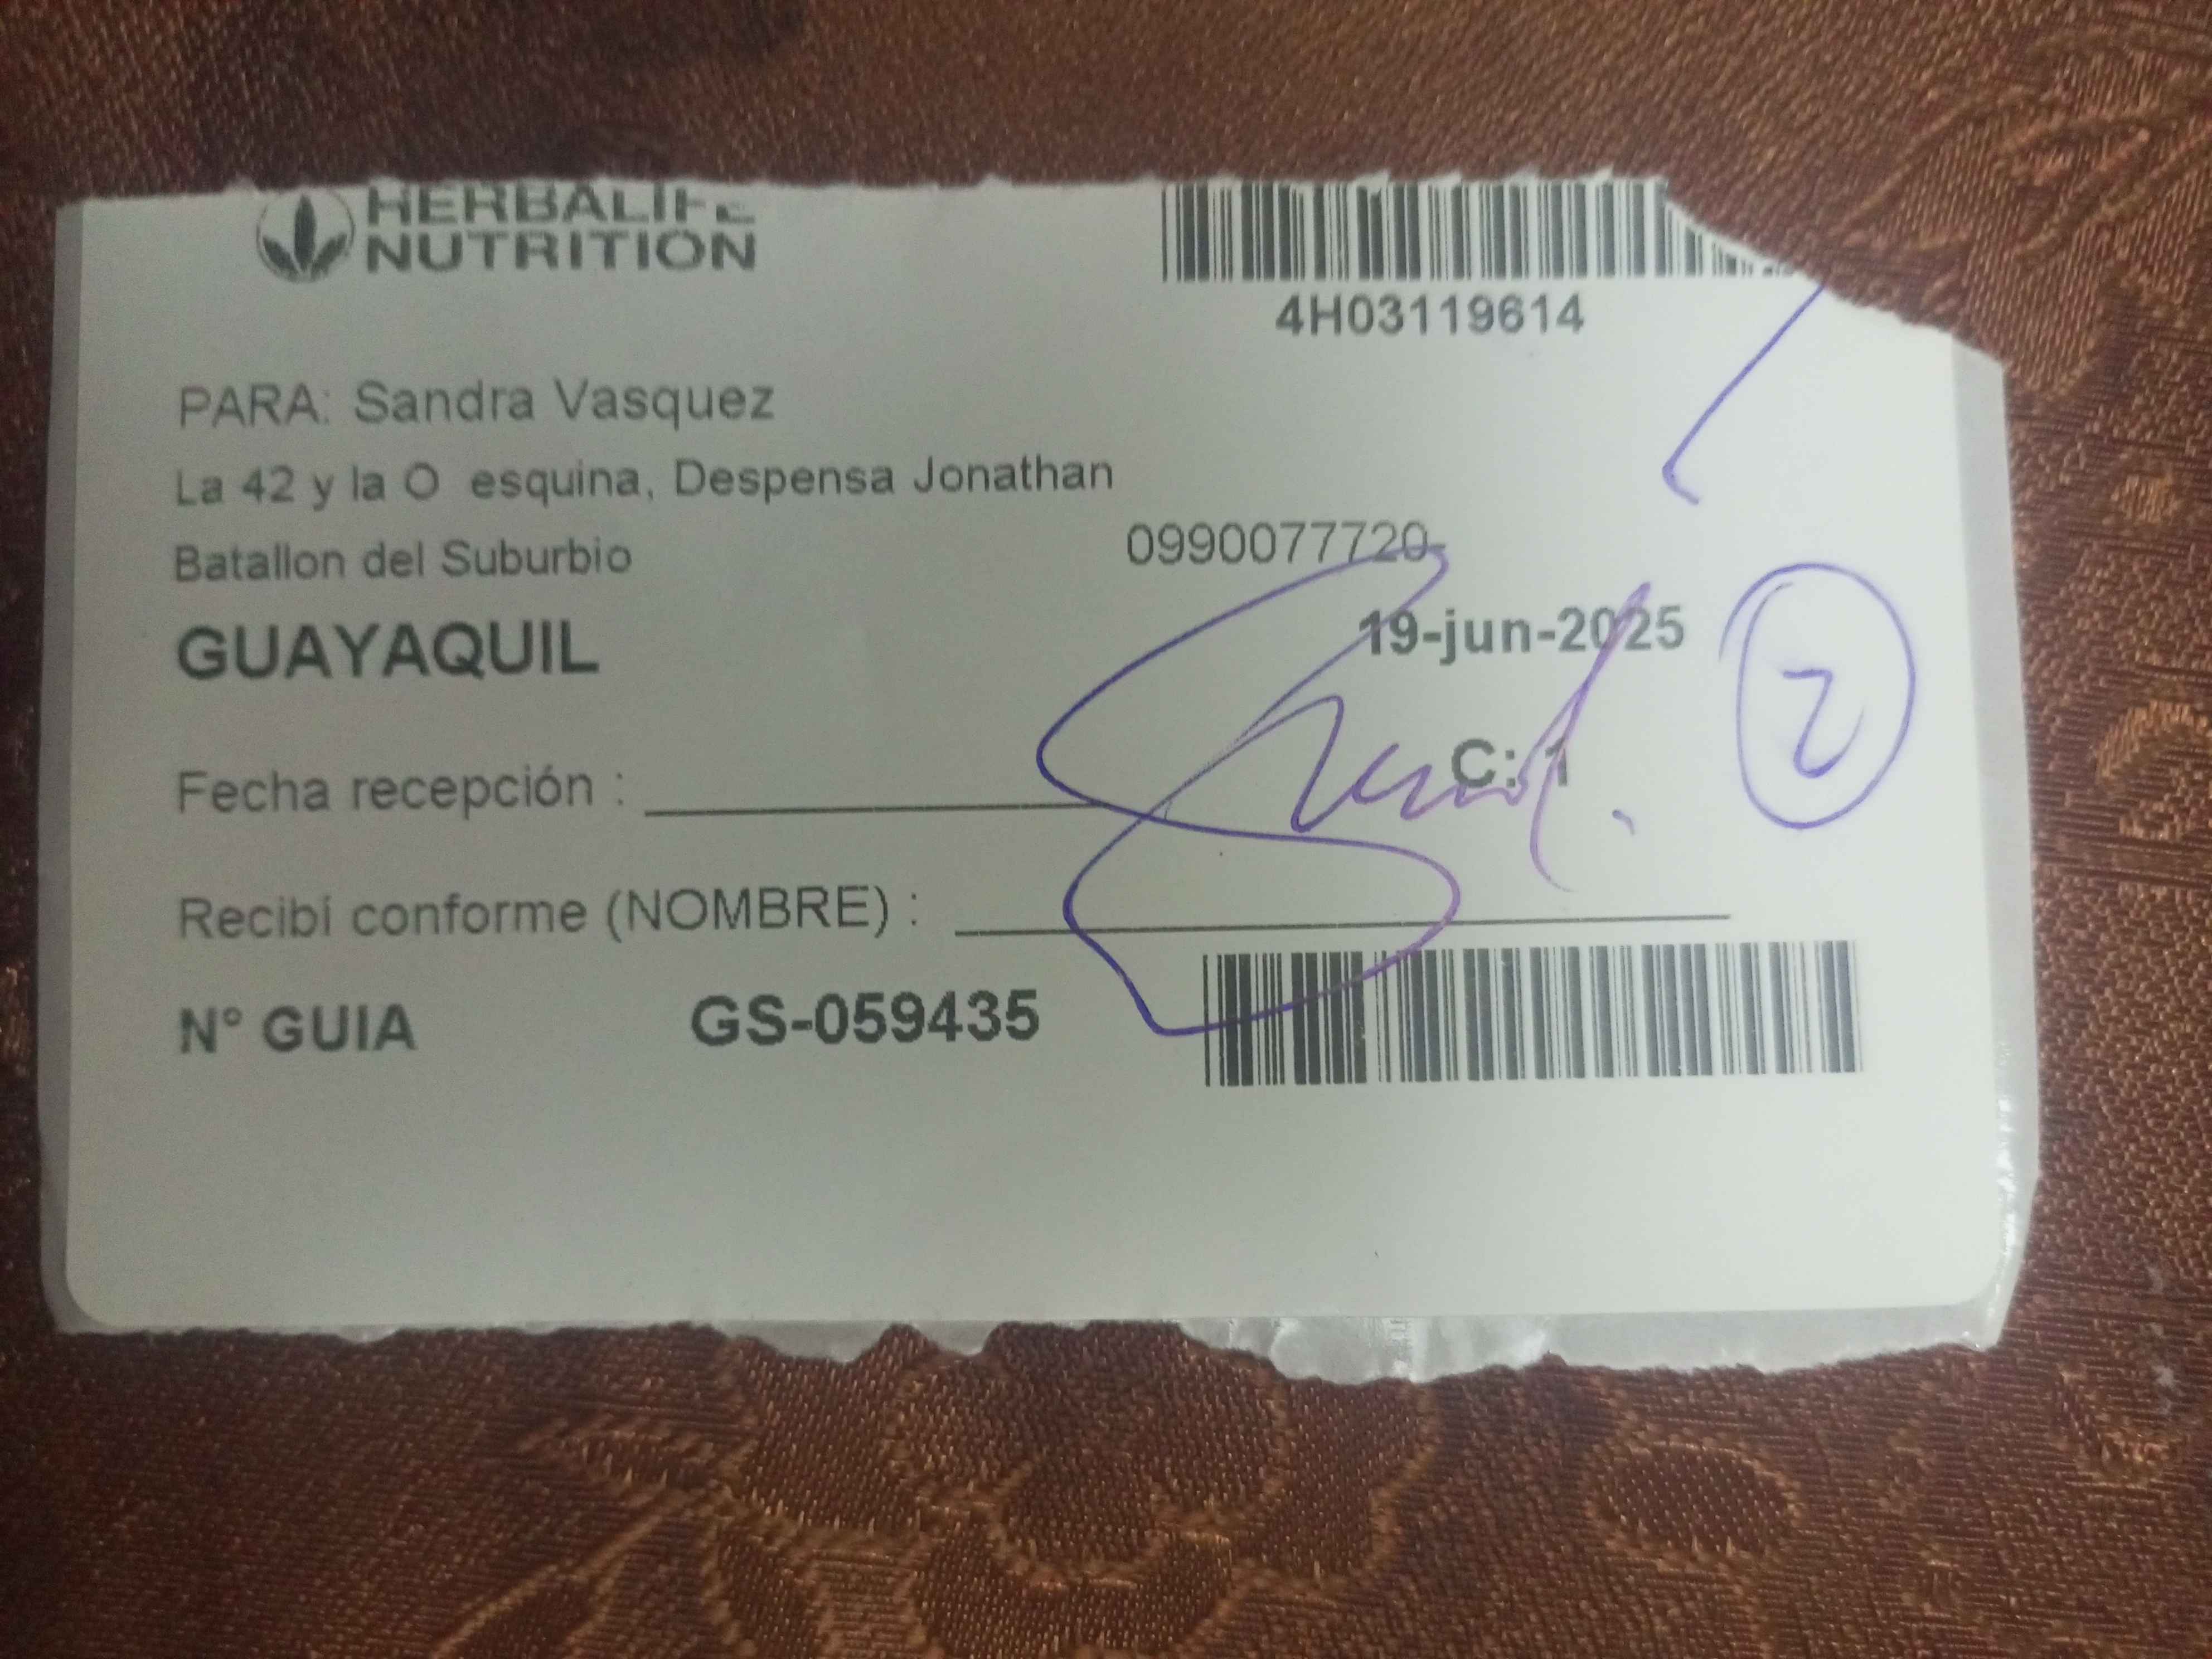 HERBALIFE
NUTRITION
4H03119614
PARA: Sandra Vasquez
La 42 y la O esquina, Despensa Jonathan
Batallon del Suburbio
0990077720
GUAYAQUIL
19-jun-2025
2
C: 1
Fecha recepción :
Recibí conforme (NOMBRE) :
N° GUIA GS-059435